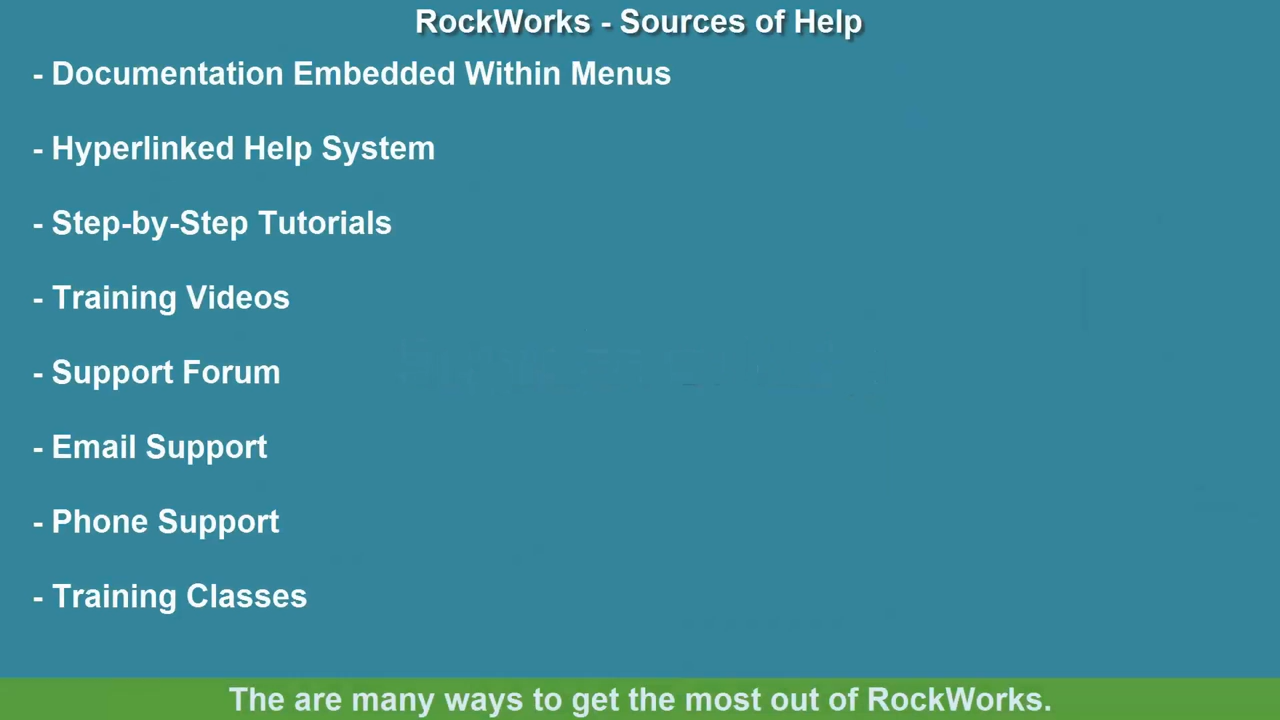 RockWorks - Sources of Help
- Documentation Embedded Within Menus
- Hyperlinked Help System
- Step-by-Step Tutorials
- Training Videos
- Support Forum
- Email Support
- Phone Support
- Training Classes
The are many ways to get the most out of RockWorks.